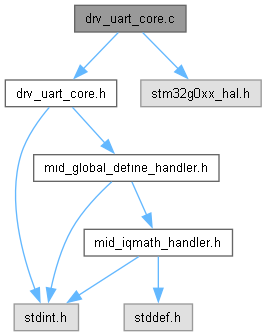 drv_uart_core.c
drv_uart_core.h
stm32g0xx_hal.h
mid_global_define_handler.h
mid_iqmath_handler.h
stdint.h
stddef.h